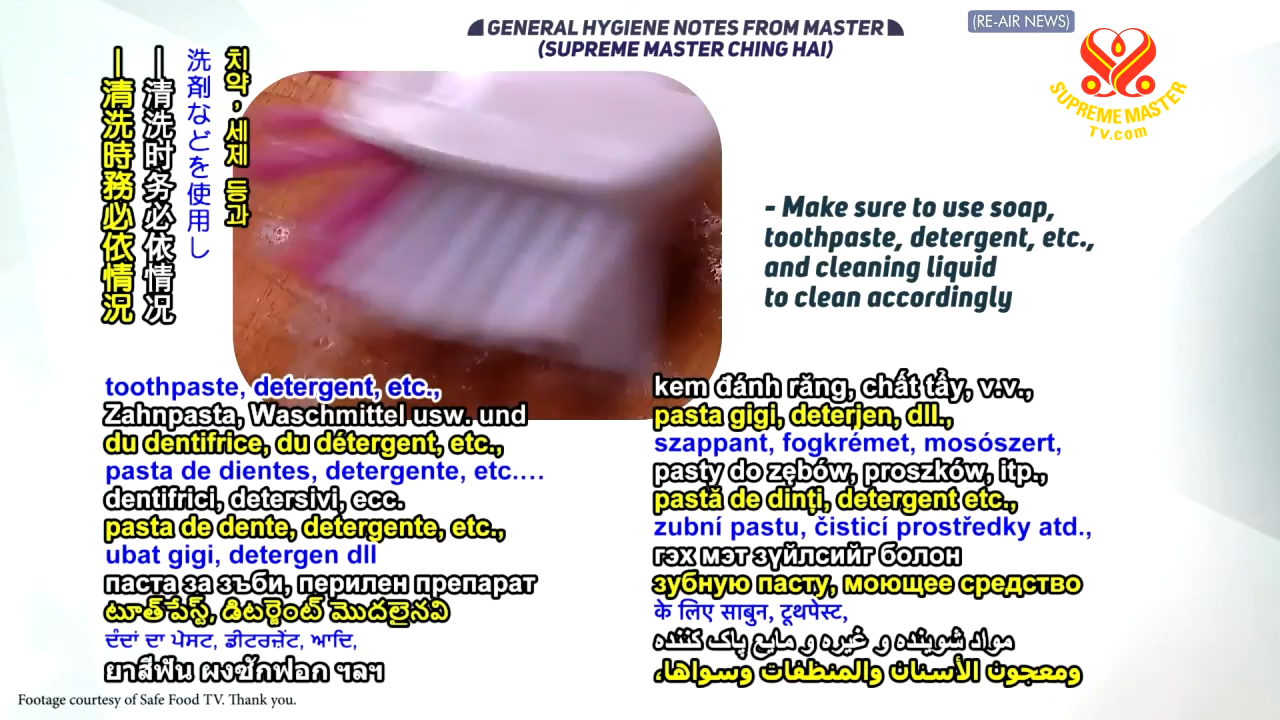 GENERAL HYGIENE NOTES FROM MASTER
(SUPREME MASTER CHING HAI)
(RE-AIR NEWS)
SUPREME MASTER
TV.com
치약, 세제 등과
洗剤などを使用し
—清洗时务必依情况
—清洗時務必依情況
- Make sure to use soap,
toothpaste, detergent, etc.,
and cleaning liquid
to clean accordingly
toothpaste, detergent, etc.,
Zahnpasta, Waschmittel usw. und
du dentifrice, du détergent, etc.,
pasta de dientes, detergente, etc.…
dentifrici, detersivi, ecc.
pasta de dente, detergente, etc.,
ubat gigi, detergen dll
паста за зъби, перилен препарат
టూత్‌పేస్ట్, డిటర్జెంట్ మొదలైనవి
ਦੰਦਾਂ ਦਾ ਪੇਸਟ, ਡੀਟਰਜ਼ੇਂਟ, ਆਦਿ,
ยาสีฟัน ผงซักฟอก ฯลฯ
kem đánh răng, chất tẩy, v.v.,
pasta gigi, deterjen, dll.,
szappant, fogkrémet, mosószert,
pasty do zębów, proszków, itp.,
pastă de dinți, detergent etc.,
zubní pastu, čisticí prostředky atd.,
гэх мэт зүйлсийг болон
зубную пасту, моющее средство
के लिए साबुन, टूथपेस्ट,
مواد شوینده و غیره و مایع پاک کننده
ومعجون الأسنان والمنظفات وسواها،
Footage courtesy of Safe Food TV. Thank you.